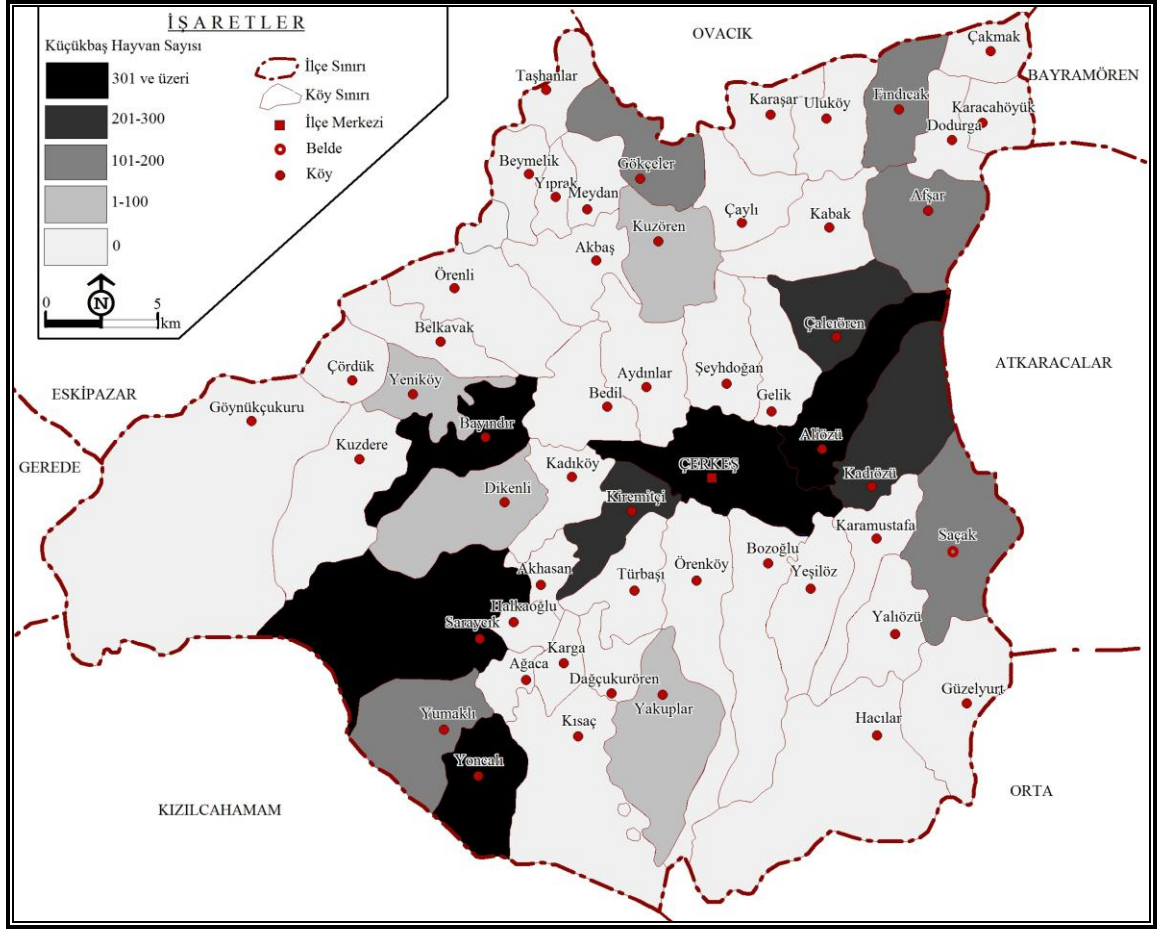 İŞARETLER
Küçükbaş Hayvan Sayısı
301 ve üzeri
201-300
101-200
1-100
0
İlçe Sınırı
Köy Sınırı
İlçe Merkezi
Belde
Köy
0 5
km
N
OVACIK
BAYRAMÖREN
ATKARACALAR
ORTA
KIZILCAHAMAM
GEREDE
ESKİPAZAR
Çakmak
Taşhanlar
Karaşar
Uluköy
Fındıcak
Karacahöyük
Dodurga
Beymelik
Yıprak
Meydan
Gökçeler
Çaylı
Kabak
Afşar
Kuzören
Akbaş
Örenli
Belkavak
Çalcıören
Çördük
Yeniköy
Aydınlar
Şeyhdoğan
Bedil
Gelik
Göynükçukuru
Bayındır
Aliözü
Kuzdere
Kadıköy
ÇERKEŞ
Kadıözü
Dikenli
Kiremitçi
Karamustafa
Saçak
Akhasan
Türbaşı
Örenköy
Bozoğlu
Yeşilöz
Halkaoğlu
Saraycık
Yalıözü
Karga
Ağaca
Dağçukurören
Yakuplar
Güzelyurt
Yumaklı
Kısaç
Hacılar
Yoncalı